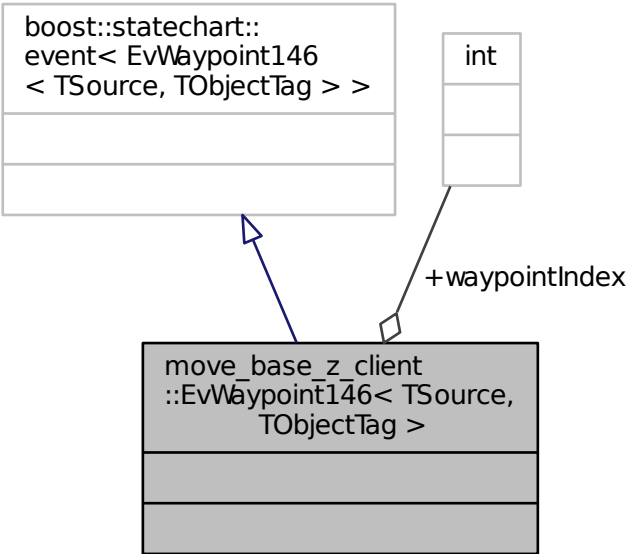 boost::statechart::
event< EvWaypoint146
< TSource, TObjectTag > >
int
+waypointIndex
move_base_z_client
::EvWaypoint146< TSource,
TObjectTag >